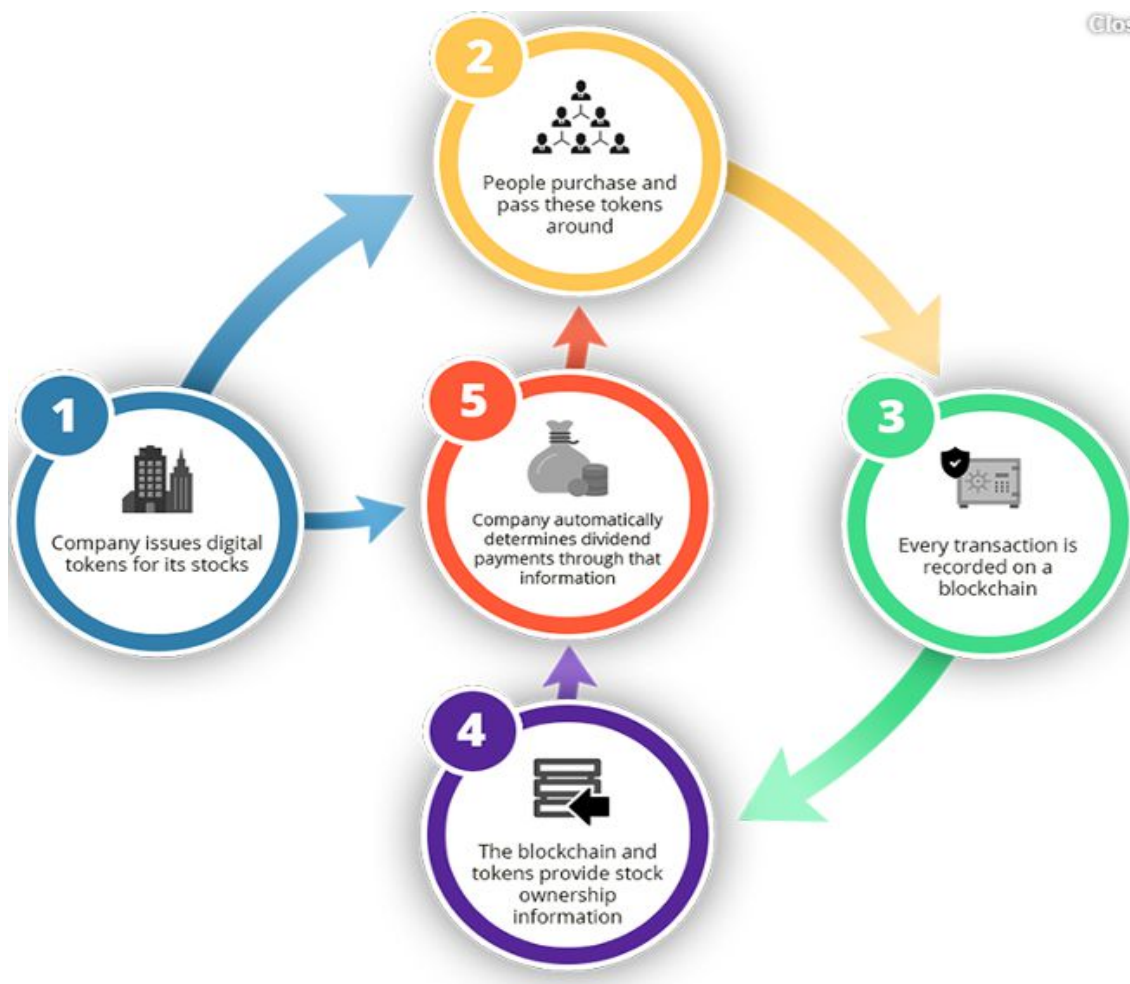 Clos
2
People purchase and
pass these tokens
around
1
Company issues digital
tokens for its stocks
5
Company automatically
determines dividend
payments through that
information
3
Every transaction is
recorded on a
blockchain
4
The blockchain and
tokens provide stock
ownership
information